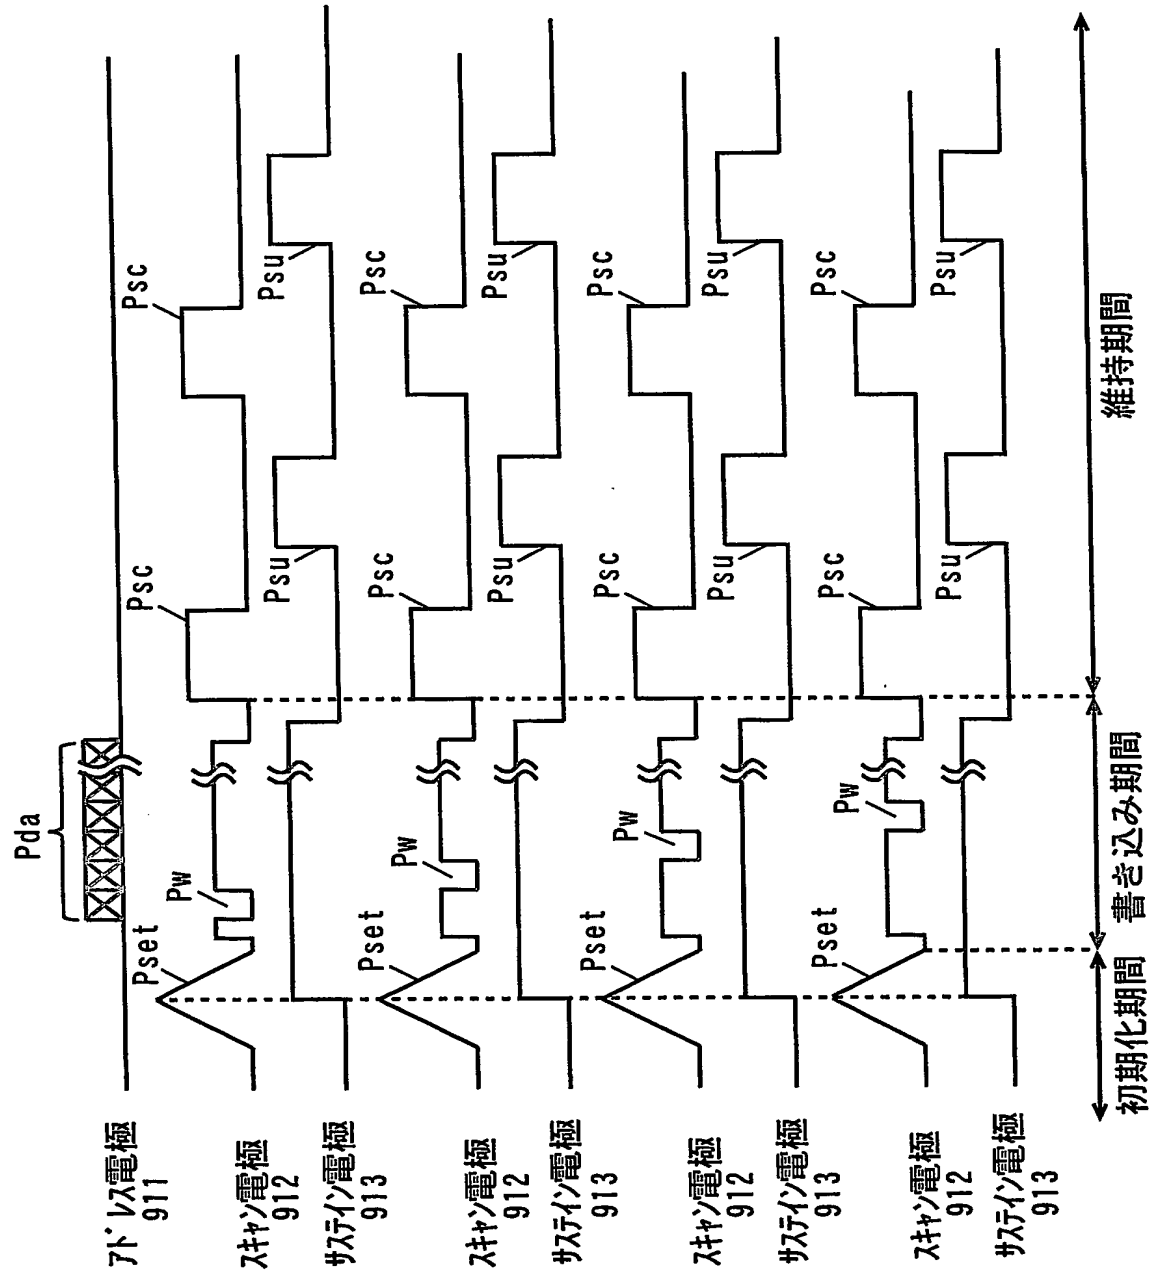 アドレス電極
911
Pda
スキャン電極
912
Pset
Pw
Psc
Psc
サステイン電極
913
Psu
Psu
スキャン電極
912
Pset
Pw
Psc
Psc
サステイン電極
913
Psu
Psu
スキャン電極
912
Pset
Pw
Psc
Psc
サステイン電極
913
Psu
Psu
スキャン電極
912
Pset
Pw
Psc
Psc
サステイン電極
913
Psu
Psu
初期化期間
書き込み期間
維持期間